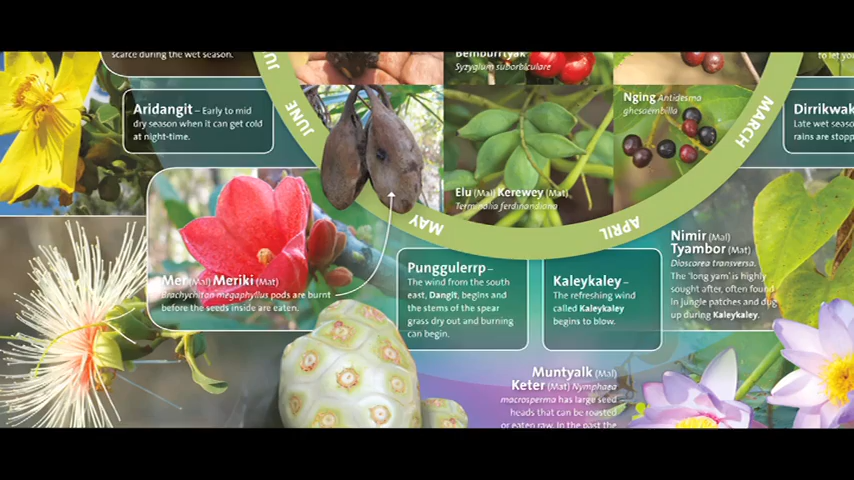 scarce during the wet season.
Bemburrtyak
Syzygium suborbiculare
to let you
JUNE
MARCH
Aridangit – Early to mid
dry season when it can get cold
at night-time.
Nging Antidesma
ghesaembilla
Dirrikwak
Late wet seaso
rains are stopp
Elu (Mal) Kerewey (Mat)
Terminalia ferdinandiana
MAY
APRIL
Mer (Mal) Meriki (Mat)
Brachychiton megaphyllus pods are burnt
before the seeds inside are eaten.
Punggulerrp –
The wind from the south
east, Dangit, begins and
the stems of the spear
grass dry out and burning
can begin.
Kaleykaley –
The refreshing wind
called Kaleykaley
begins to blow.
Nimir (Mal)
Tyambor (Mat)
Dioscorea transversa.
The 'long yam' is highly
sought after, often found
in jungle patches and dug
up during Kaleykaley.
Muntyalk (Mal)
Keter (Mat) Nymphaea
macrosperma has large seed
heads that can be roasted
or eaten raw. In the past the